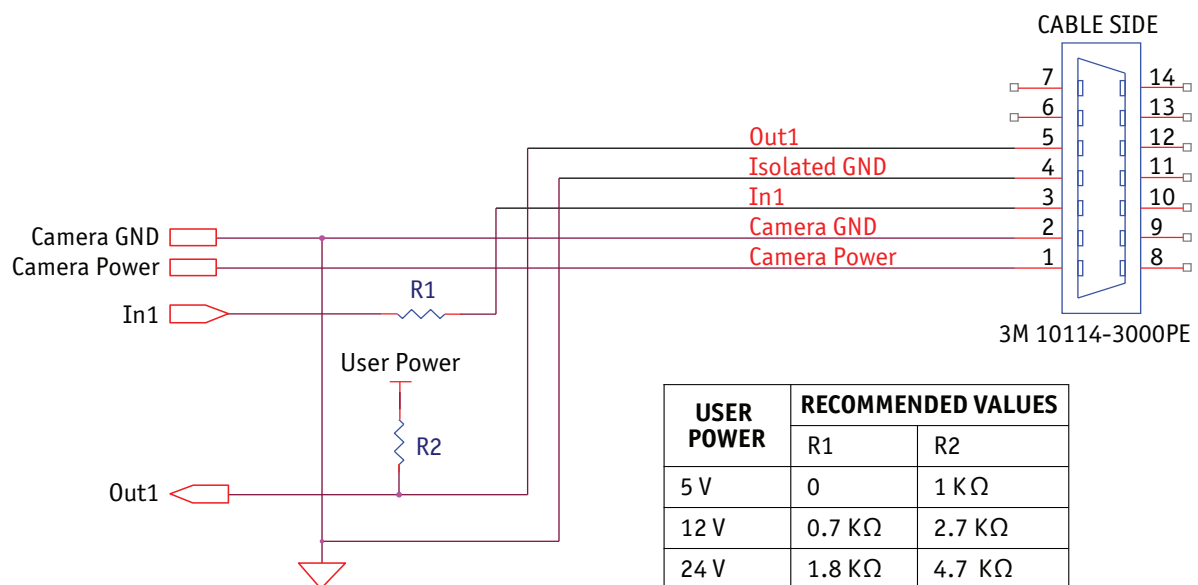 CABLE SIDE
7 14
6 13
Out1 5 12
Isolated GND 4 11
In1 3 10
Camera GND Camera GND 2 9
Camera Power Camera Power 1 8
In1 R1
3M 10114-3000PE
User Power
R2
Out1
USER POWER RECOMMENDED VALUES
R1 R2
5 V 0 1 KΩ
12 V 0.7 KΩ 2.7 KΩ
24 V 1.8 KΩ 4.7 KΩ